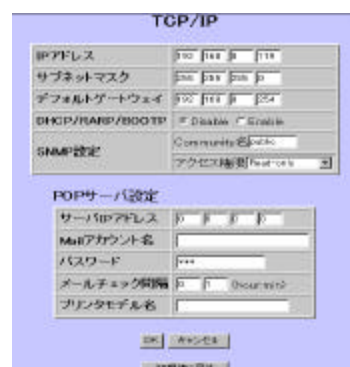 TCP/IP
IPアドレス 192 168 0 119
サブネットマスク 255 255 255 0
デフォルトゲートウェイ 192 168 0 254
DHCP/RARP/BOOTP Disable Enable
SNMP設定 Community名 public
アクセス権限 Read-only
POPサーバ設定
サーバIPアドレス 0 0 0 0
Mailアカウント名
パスワード ***
メールチェック間隔 0 1 (hour:min)
プリンタモデル名
OK キャンセル